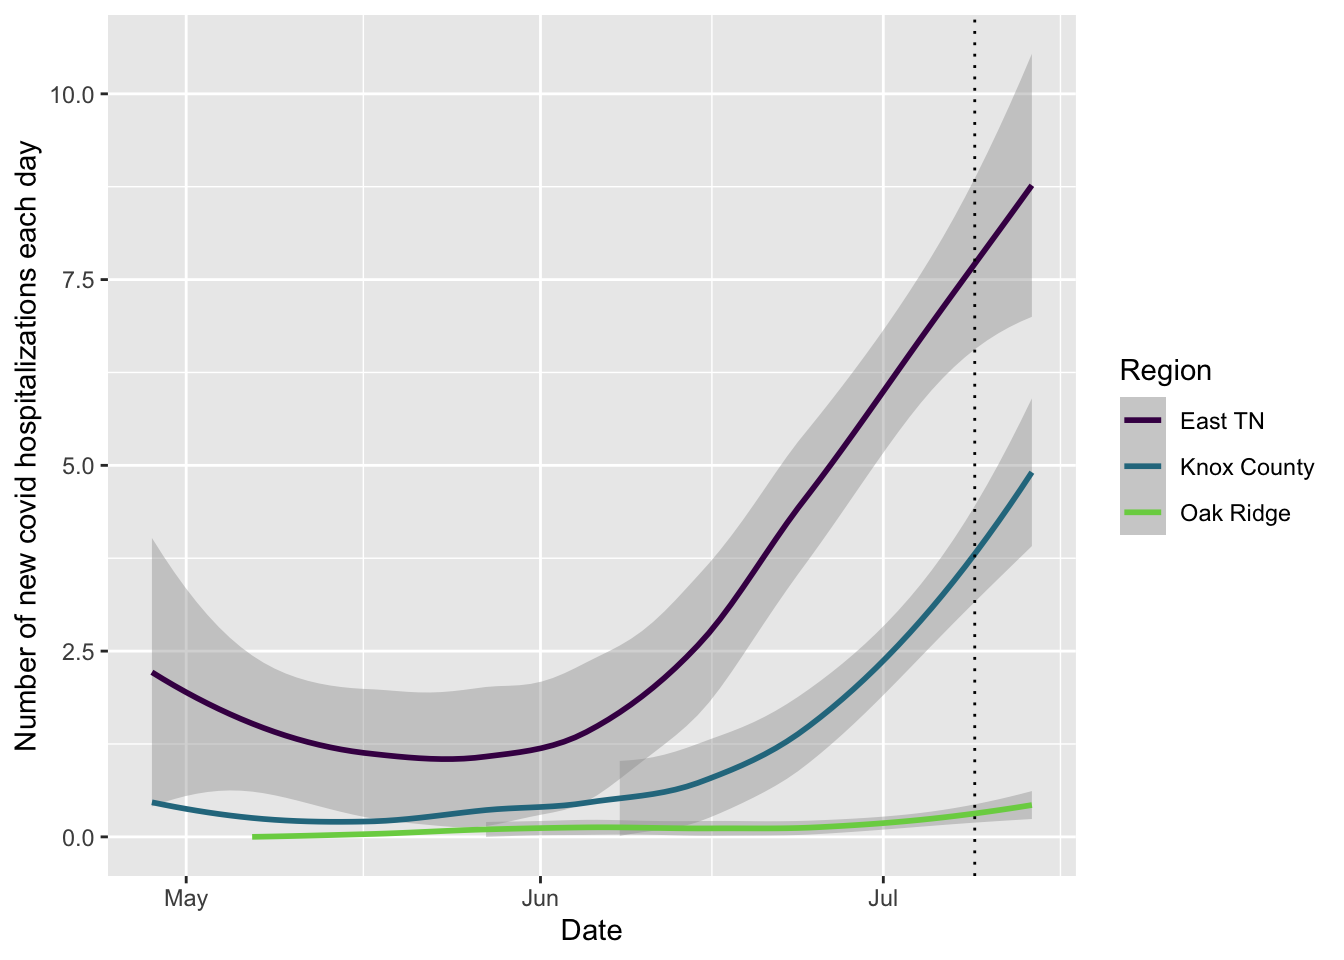 Number of new covid hospitalizations each day
10.0
7.5
5.0
2.5
0.0
May
Jun
Jul
Date
Region
East TN
Knox County
Oak Ridge